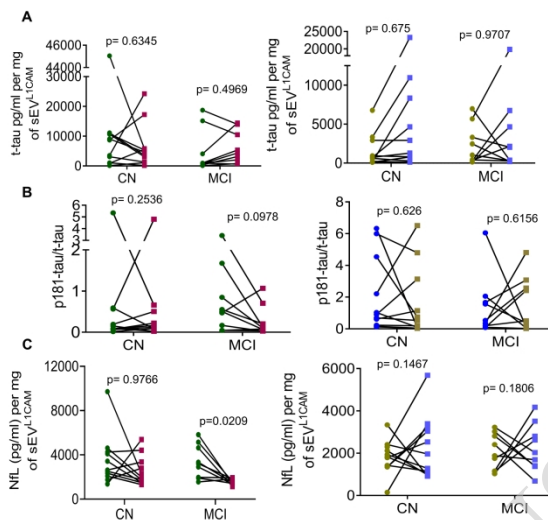 A
46000
44000
30000
20000
10000
0
t-tau pg/ml per mg
of sEV^L1CAM
p= 0.6345
p= 0.4969
CN
MCI
25000
20000
15000
5000
2500
0
t-tau pg/ml per mg
of sEV^L1CAM
p= 0.675
p= 0.9707
CN
MCI
B
6
5
4
3
2
1
0
p181-tau/t-tau
p= 0.2536
p= 0.0978
CN
MCI
8
6
4
2
0
p181-tau/t-tau
p= 0.626
p= 0.6156
CN
MCI
C
12000
8000
4000
0
NfL (pg/ml) per mg
of sEV^L1CAM
p= 0.9766
p=0.0209
CN
MCI
6000
4000
2000
0
NfL (pg/ml) per mg
of sEV^L1CAM
p= 0.1467
p= 0.1806
CN
MCI